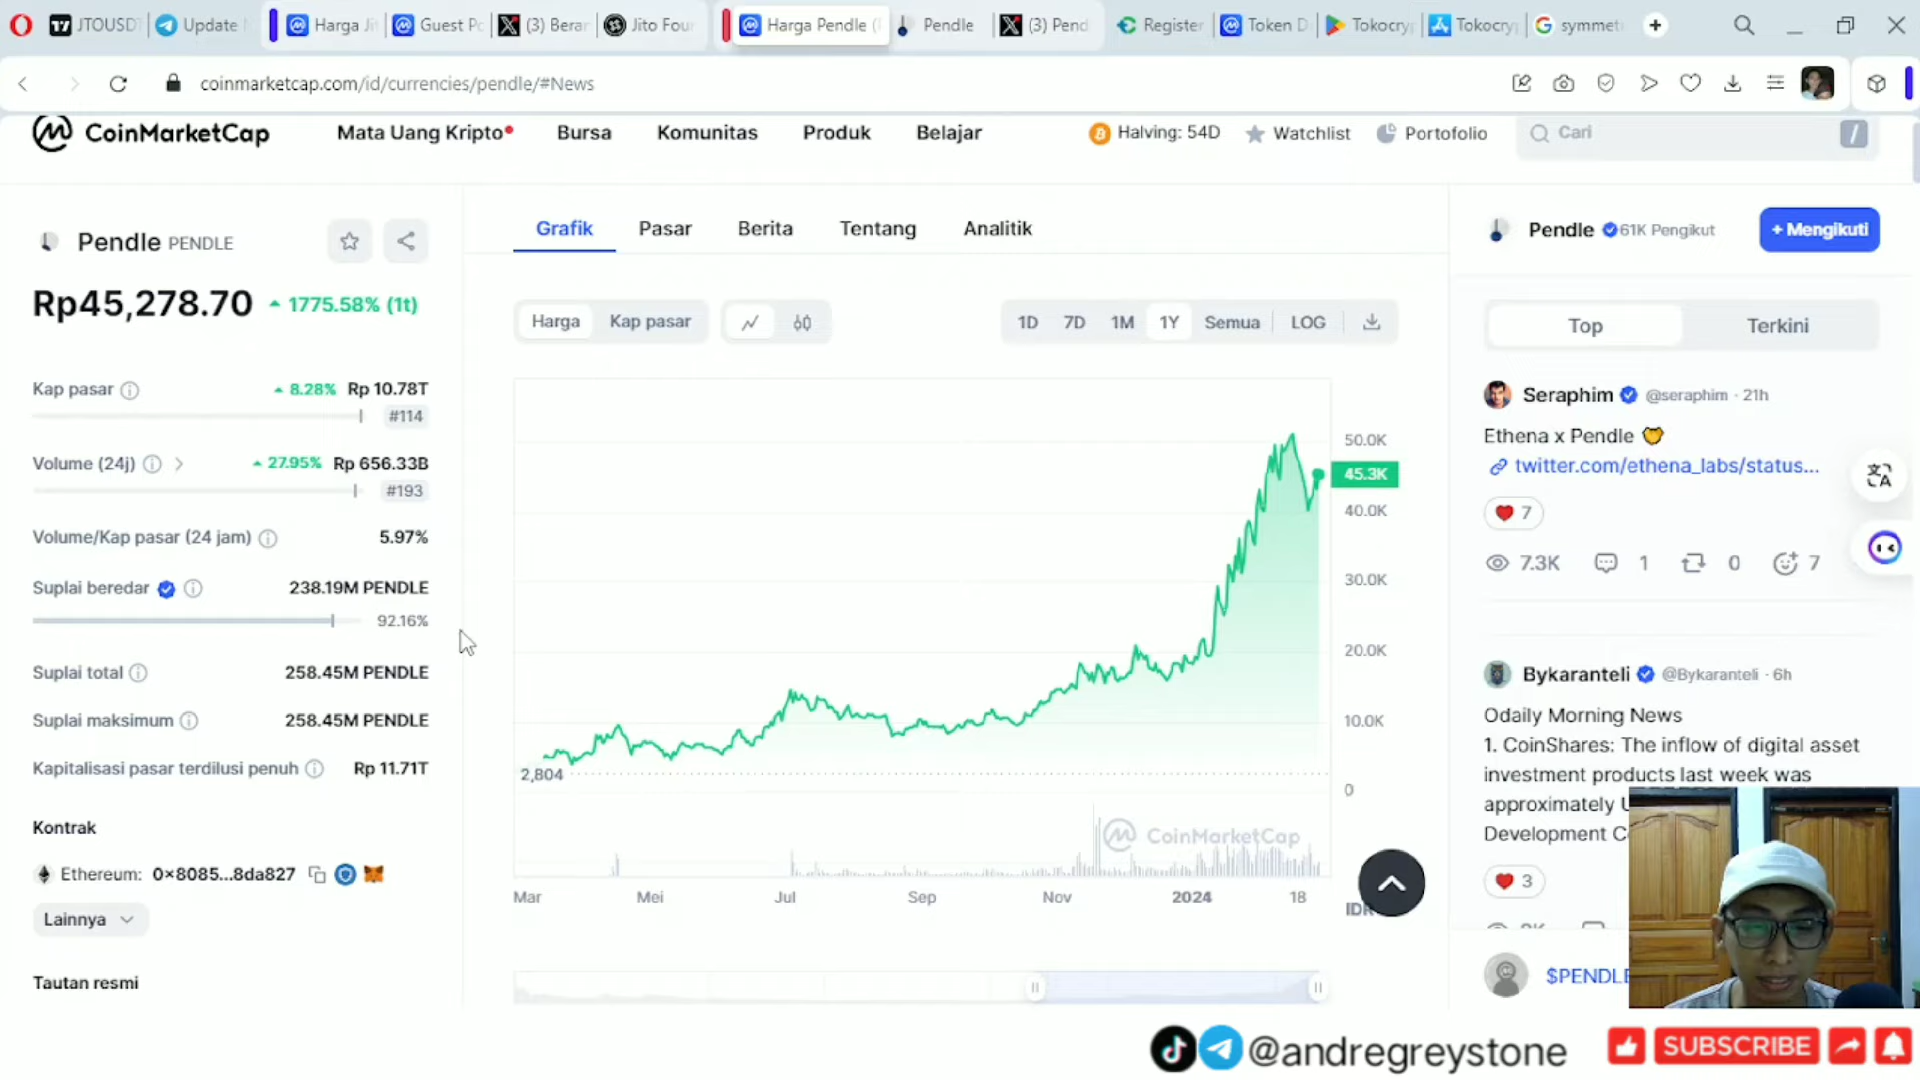 JTOUSD
Update
Harga Ji
Guest Po
(3) Berar
Jito Four
Harga Pendle (
Pendle
(3) Pend
Register
Token D
Tokocry
Tokocry
symmet
coinmarketcap.com/id/currencies/pendle/#News
CoinMarketCap
Mata Uang Kripto
Bursa
Komunitas
Produk
Belajar
Halving: 54D
Watchlist
Portofolio
Cari
/
Pendle PENDLE
Rp45,278.70
1775.58% (1t)
Kap pasar
8.28% Rp 10.78T
#114
Volume (24j)
27.95% Rp 656.33B
#193
Volume/Kap pasar (24 jam)
5.97%
Suplai beredar
238.19M PENDLE
92.16%
Suplai total
258.45M PENDLE
Suplai maksimum
258.45M PENDLE
Kapitalisasi pasar terdilusi penuh
Rp 11.71T
Kontrak
Ethereum: 0x8085...8da827
Lainnya
Tautan resmi
Grafik
Pasar
Berita
Tentang
Analitik
Harga
Kap pasar
1D
7D
1M
1Y
Semua
LOG
50.0K
45.3K
40.0K
30.0K
20.0K
10.0K
0
2,804
CoinMarketCap
Mar
Mei
Jul
Sep
Nov
2024
18
IDR
Pendle
61K Pengikut
+ Mengikuti
Top
Terkini
Seraphim @seraphim · 21h
Ethena x Pendle
twitter.com/ethena_labs/status...
7
7.3K
1
0
7
Bykaranteli @Bykaranteli · 6h
Odaily Morning News
1. CoinShares: The inflow of digital asset
investment products last week was
approximately
Development C
3
$PENDLE
@andregreystone
SUBSCRIBE